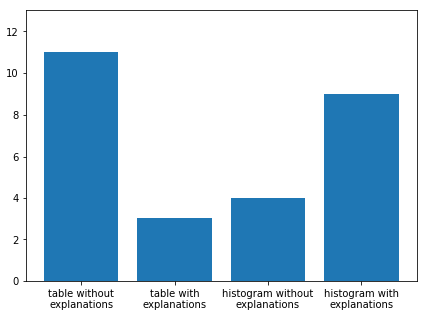 12
10
8
6
4
2
0
table without
explanations
table with
explanations
histogram without
explanations
histogram with
explanations